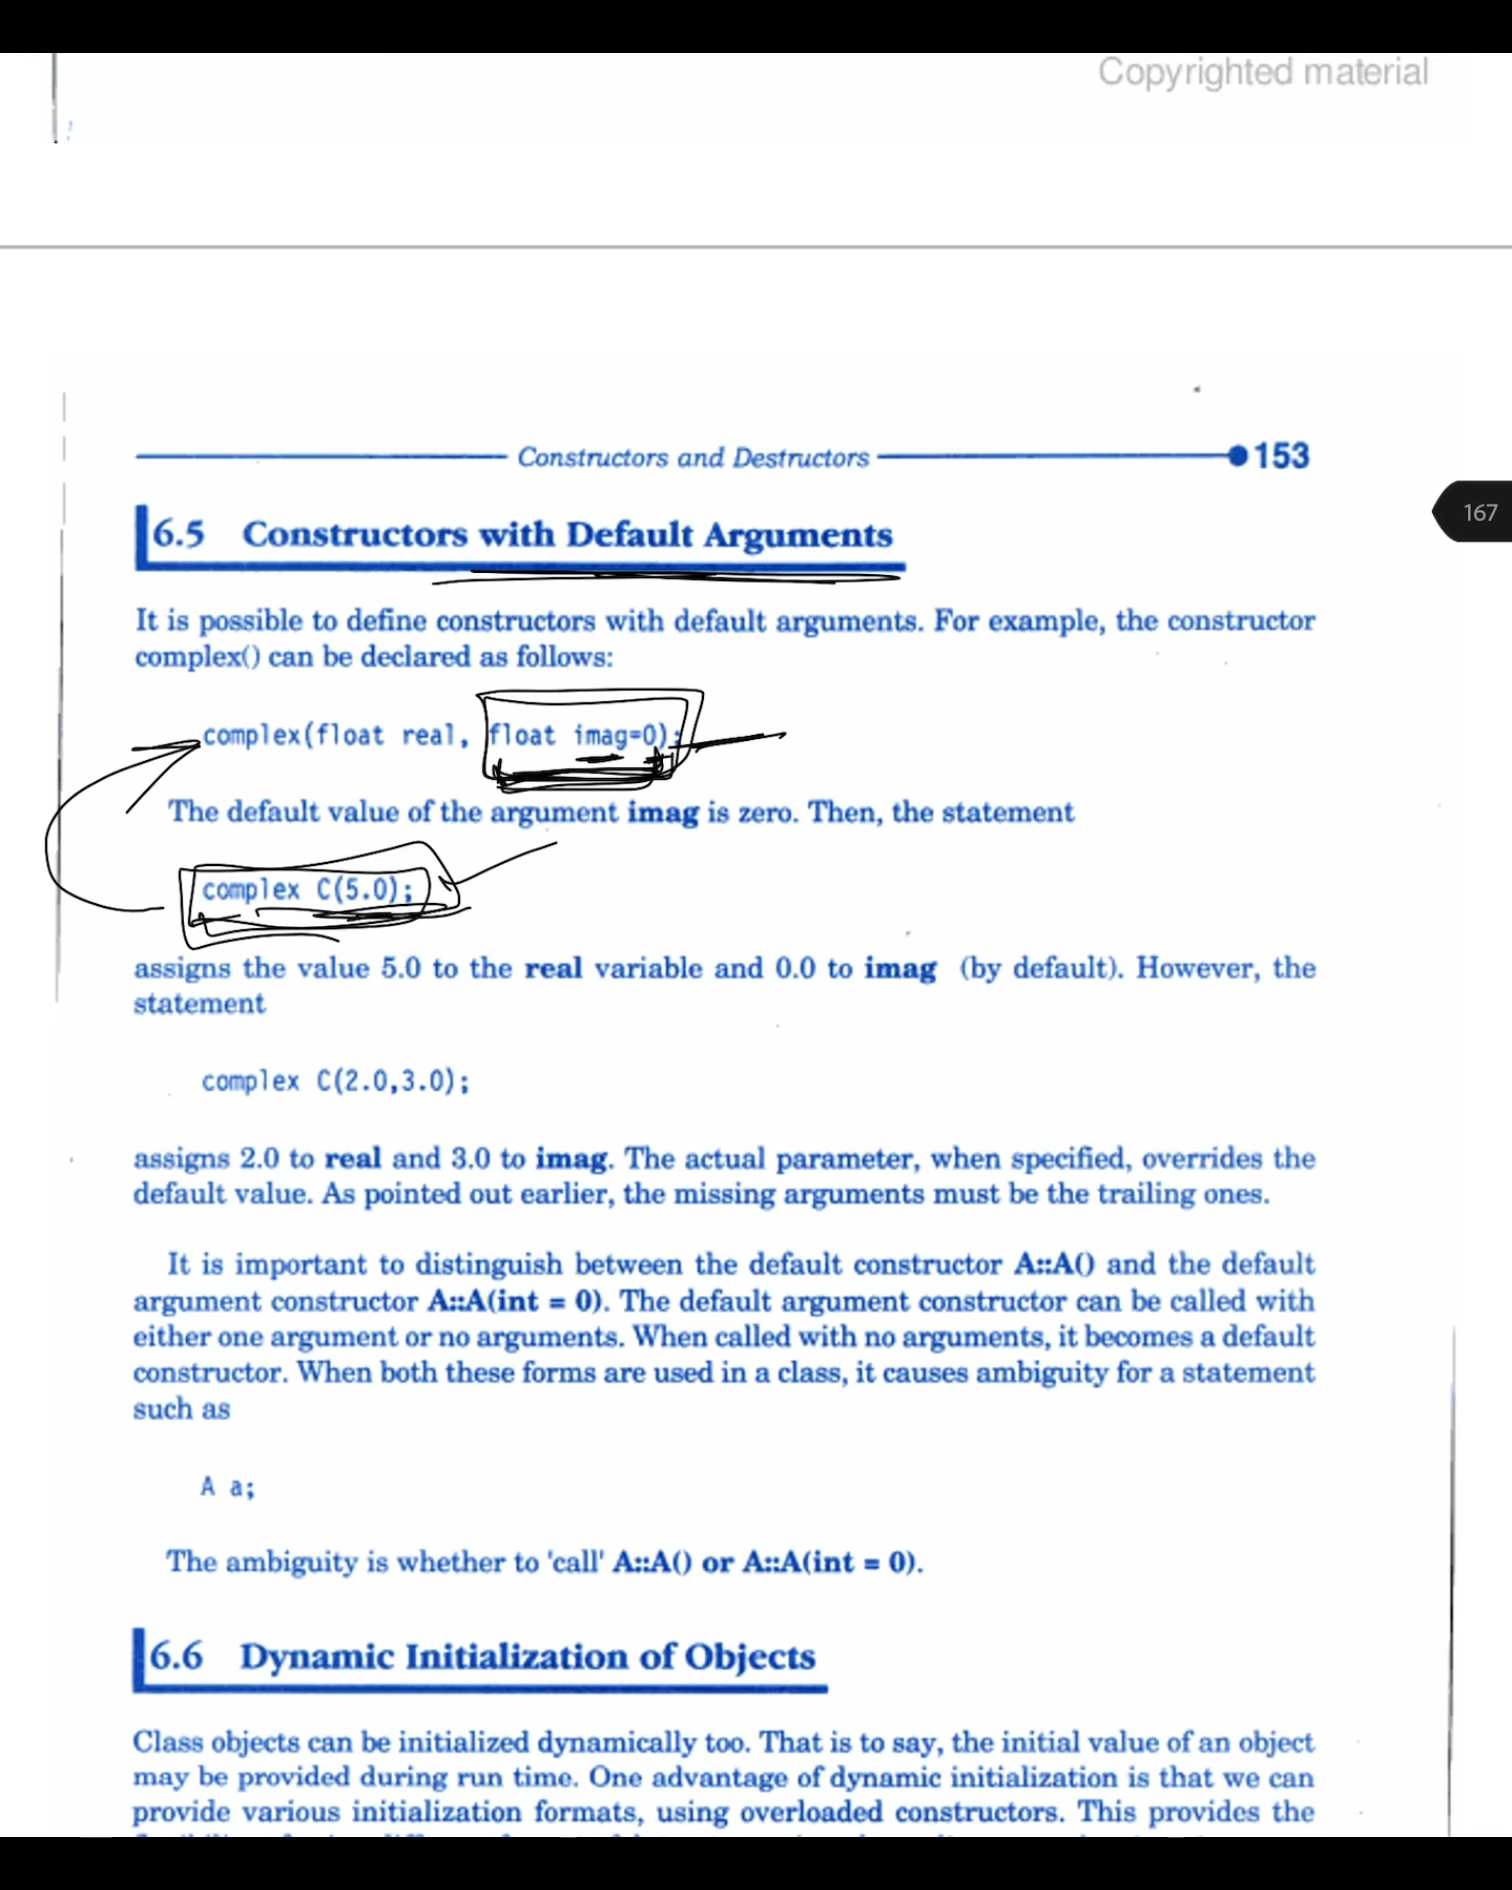 Copyrighted material
Constructors and Destructors 153
167
6.5 Constructors with Default Arguments
It is possible to define constructors with default arguments. For example, the constructor
complex() can be declared as follows:
complex(float real, float imag=0);
The default value of the argument imag is zero. Then, the statement
complex C(5.0);
assigns the value 5.0 to the real variable and 0.0 to imag (by default). However, the
statement
complex C(2.0,3.0);
assigns 2.0 to real and 3.0 to imag. The actual parameter, when specified, overrides the
default value. As pointed out earlier, the missing arguments must be the trailing ones.
It is important to distinguish between the default constructor A::A() and the default
argument constructor A::A(int = 0). The default argument constructor can be called with
either one argument or no arguments. When called with no arguments, it becomes a default
constructor. When both these forms are used in a class, it causes ambiguity for a statement
such as
A a;
The ambiguity is whether to 'call' A::A() or A::A(int = 0).
6.6 Dynamic Initialization of Objects
Class objects can be initialized dynamically too. That is to say, the initial value of an object
may be provided during run time. One advantage of dynamic initialization is that we can
provide various initialization formats, using overloaded constructors. This provides the